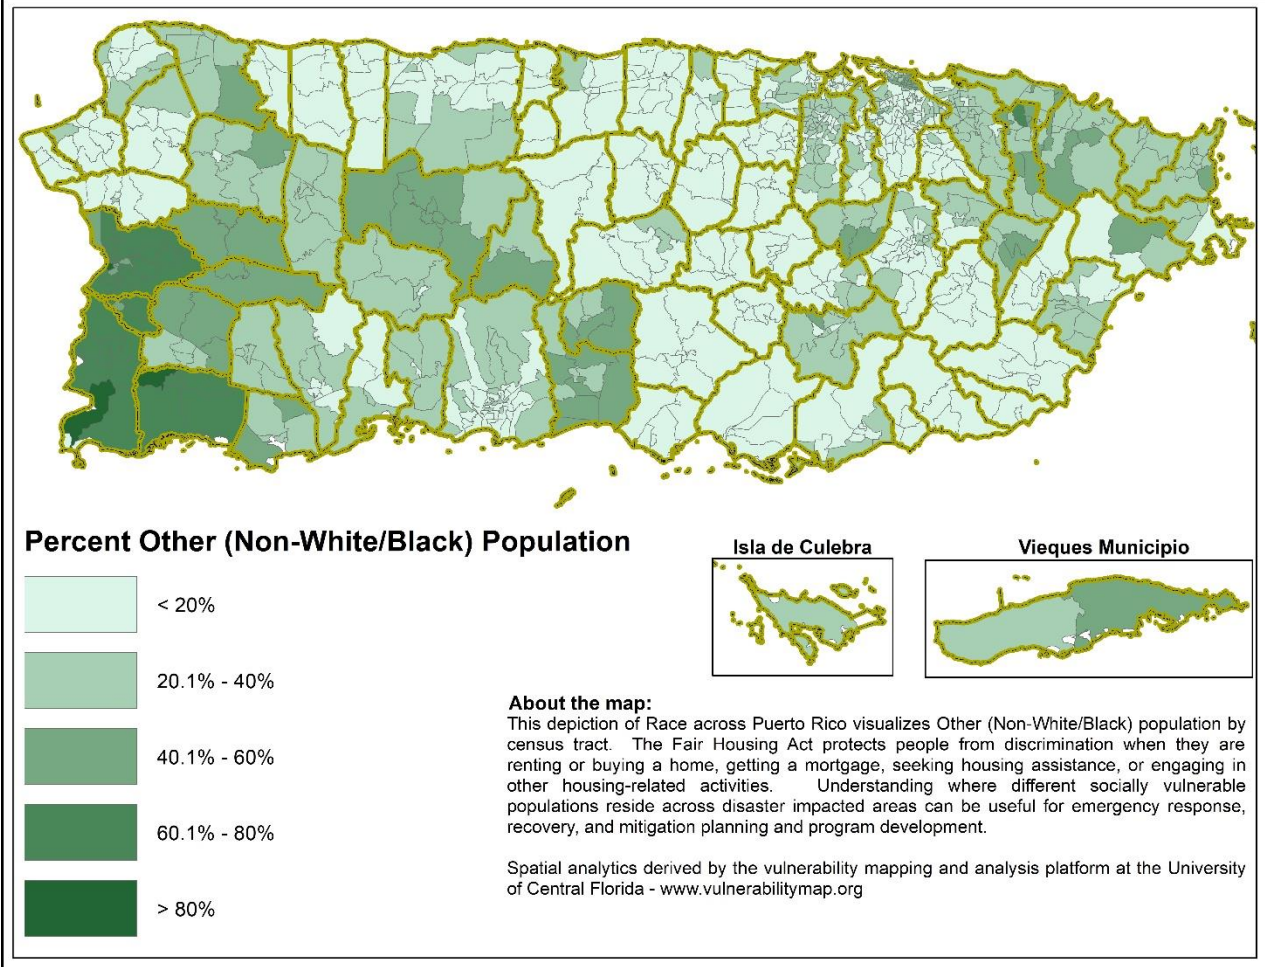 Percent Other (Non-White/Black) Population
< 20%
20.1% - 40%
40.1% - 60%
60.1% - 80%
> 80%
Isla de Culebra
Vieques Municipio
About the map:
This depiction of Race across Puerto Rico visualizes Other (Non-White/Black) population by
census tract. The Fair Housing Act protects people from discrimination when they are
renting or buying a home, getting a mortgage, seeking housing assistance, or engaging in
other housing-related activities. Understanding where different socially vulnerable
populations reside across disaster impacted areas can be useful for emergency response,
recovery, and mitigation planning and program development.
Spatial analytics derived by the vulnerability mapping and analysis platform at the University
of Central Florida - www.vulnerabilitymap.org